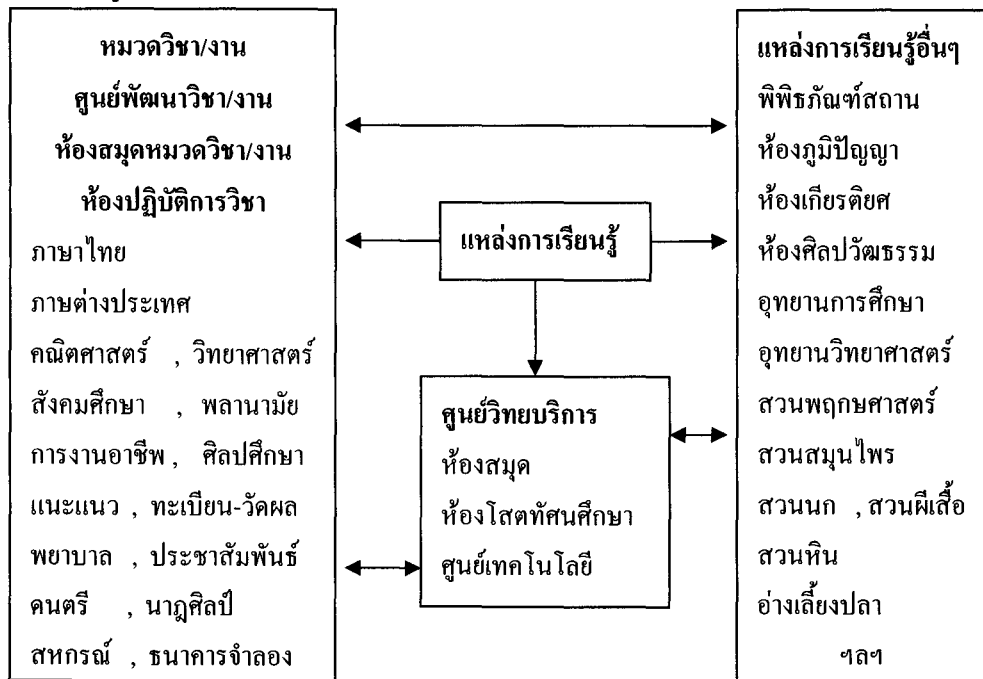 หมวดวิชา/งาน
ศูนย์พัฒนาวิชา/งาน
ห้องสมุดหมวดวิชา/งาน
ห้องปฏิบัติการวิชา
ภาษาไทย
ภาษต่างประเทศ
คณิตศาสตร์ , วิทยาศาสตร์
สังคมศึกษา , พลานามัย
การงานอาชีพ , ศิลปศึกษา
แนะแนว , ทะเบียน-วัดผล
พยาบาล , ประชาสัมพันธ์
ดนตรี , นาฎศิลป์
สหกรณ์ , ธนาคารจำลอง
แหล่งการเรียนรู้
ศูนย์วิทยบริการ
ห้องสมุด
ห้องโสตทัศนศึกษา
ศูนย์เทคโนโลยี
แหล่งการเรียนรู้อื่นๆ
พิพิธภัณฑ์สถาน
ห้องภูมิปัญญา
ห้องเกียรติยศ
ห้องศิลปวัฒธรรม
อุทยานการศึกษา
อุทยานวิทยาศาสตร์
สวนพฤกษศาสตร์
สวนสมุนไพร
สวนนก , สวนผีเสื้อ
สวนหิน
อ่างเลี้ยงปลา
ฯลฯ